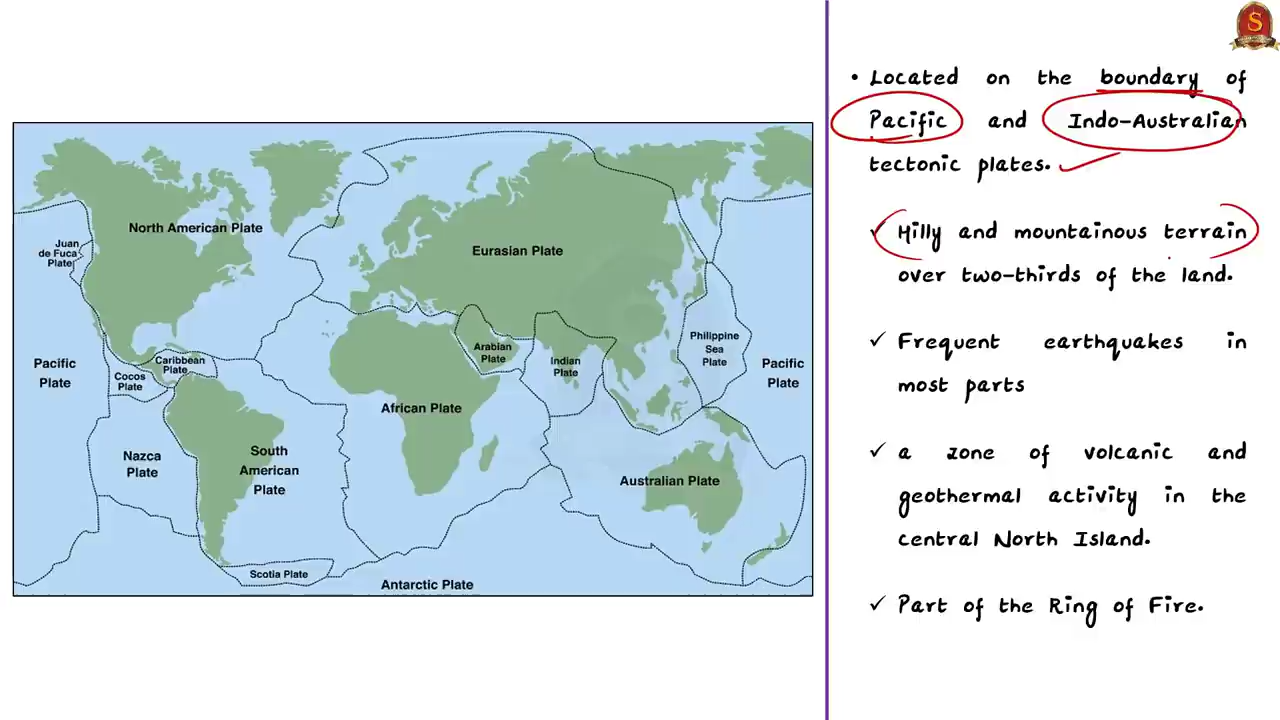 S
• Located on the boundary of
Pacific and Indo-Australian
tectonic plates.
✓ Hilly and mountainous terrain
over two-thirds of the land.
✓ Frequent earthquakes in
most parts
✓ a zone of volcanic and
geothermal activity in the
central North Island.
✓ Part of the Ring of Fire.
North American Plate
Juan
de Fuca
Plate
Eurasian Plate
Pacific
Plate
Caribbean
Plate
Cocos
Plate
Arabian
Plate
Indian
Plate
Philippine
Sea
Plate
Pacific
Plate
African Plate
Nazca
Plate
South
American
Plate
Australian Plate
Scotia Plate
Antarctic Plate